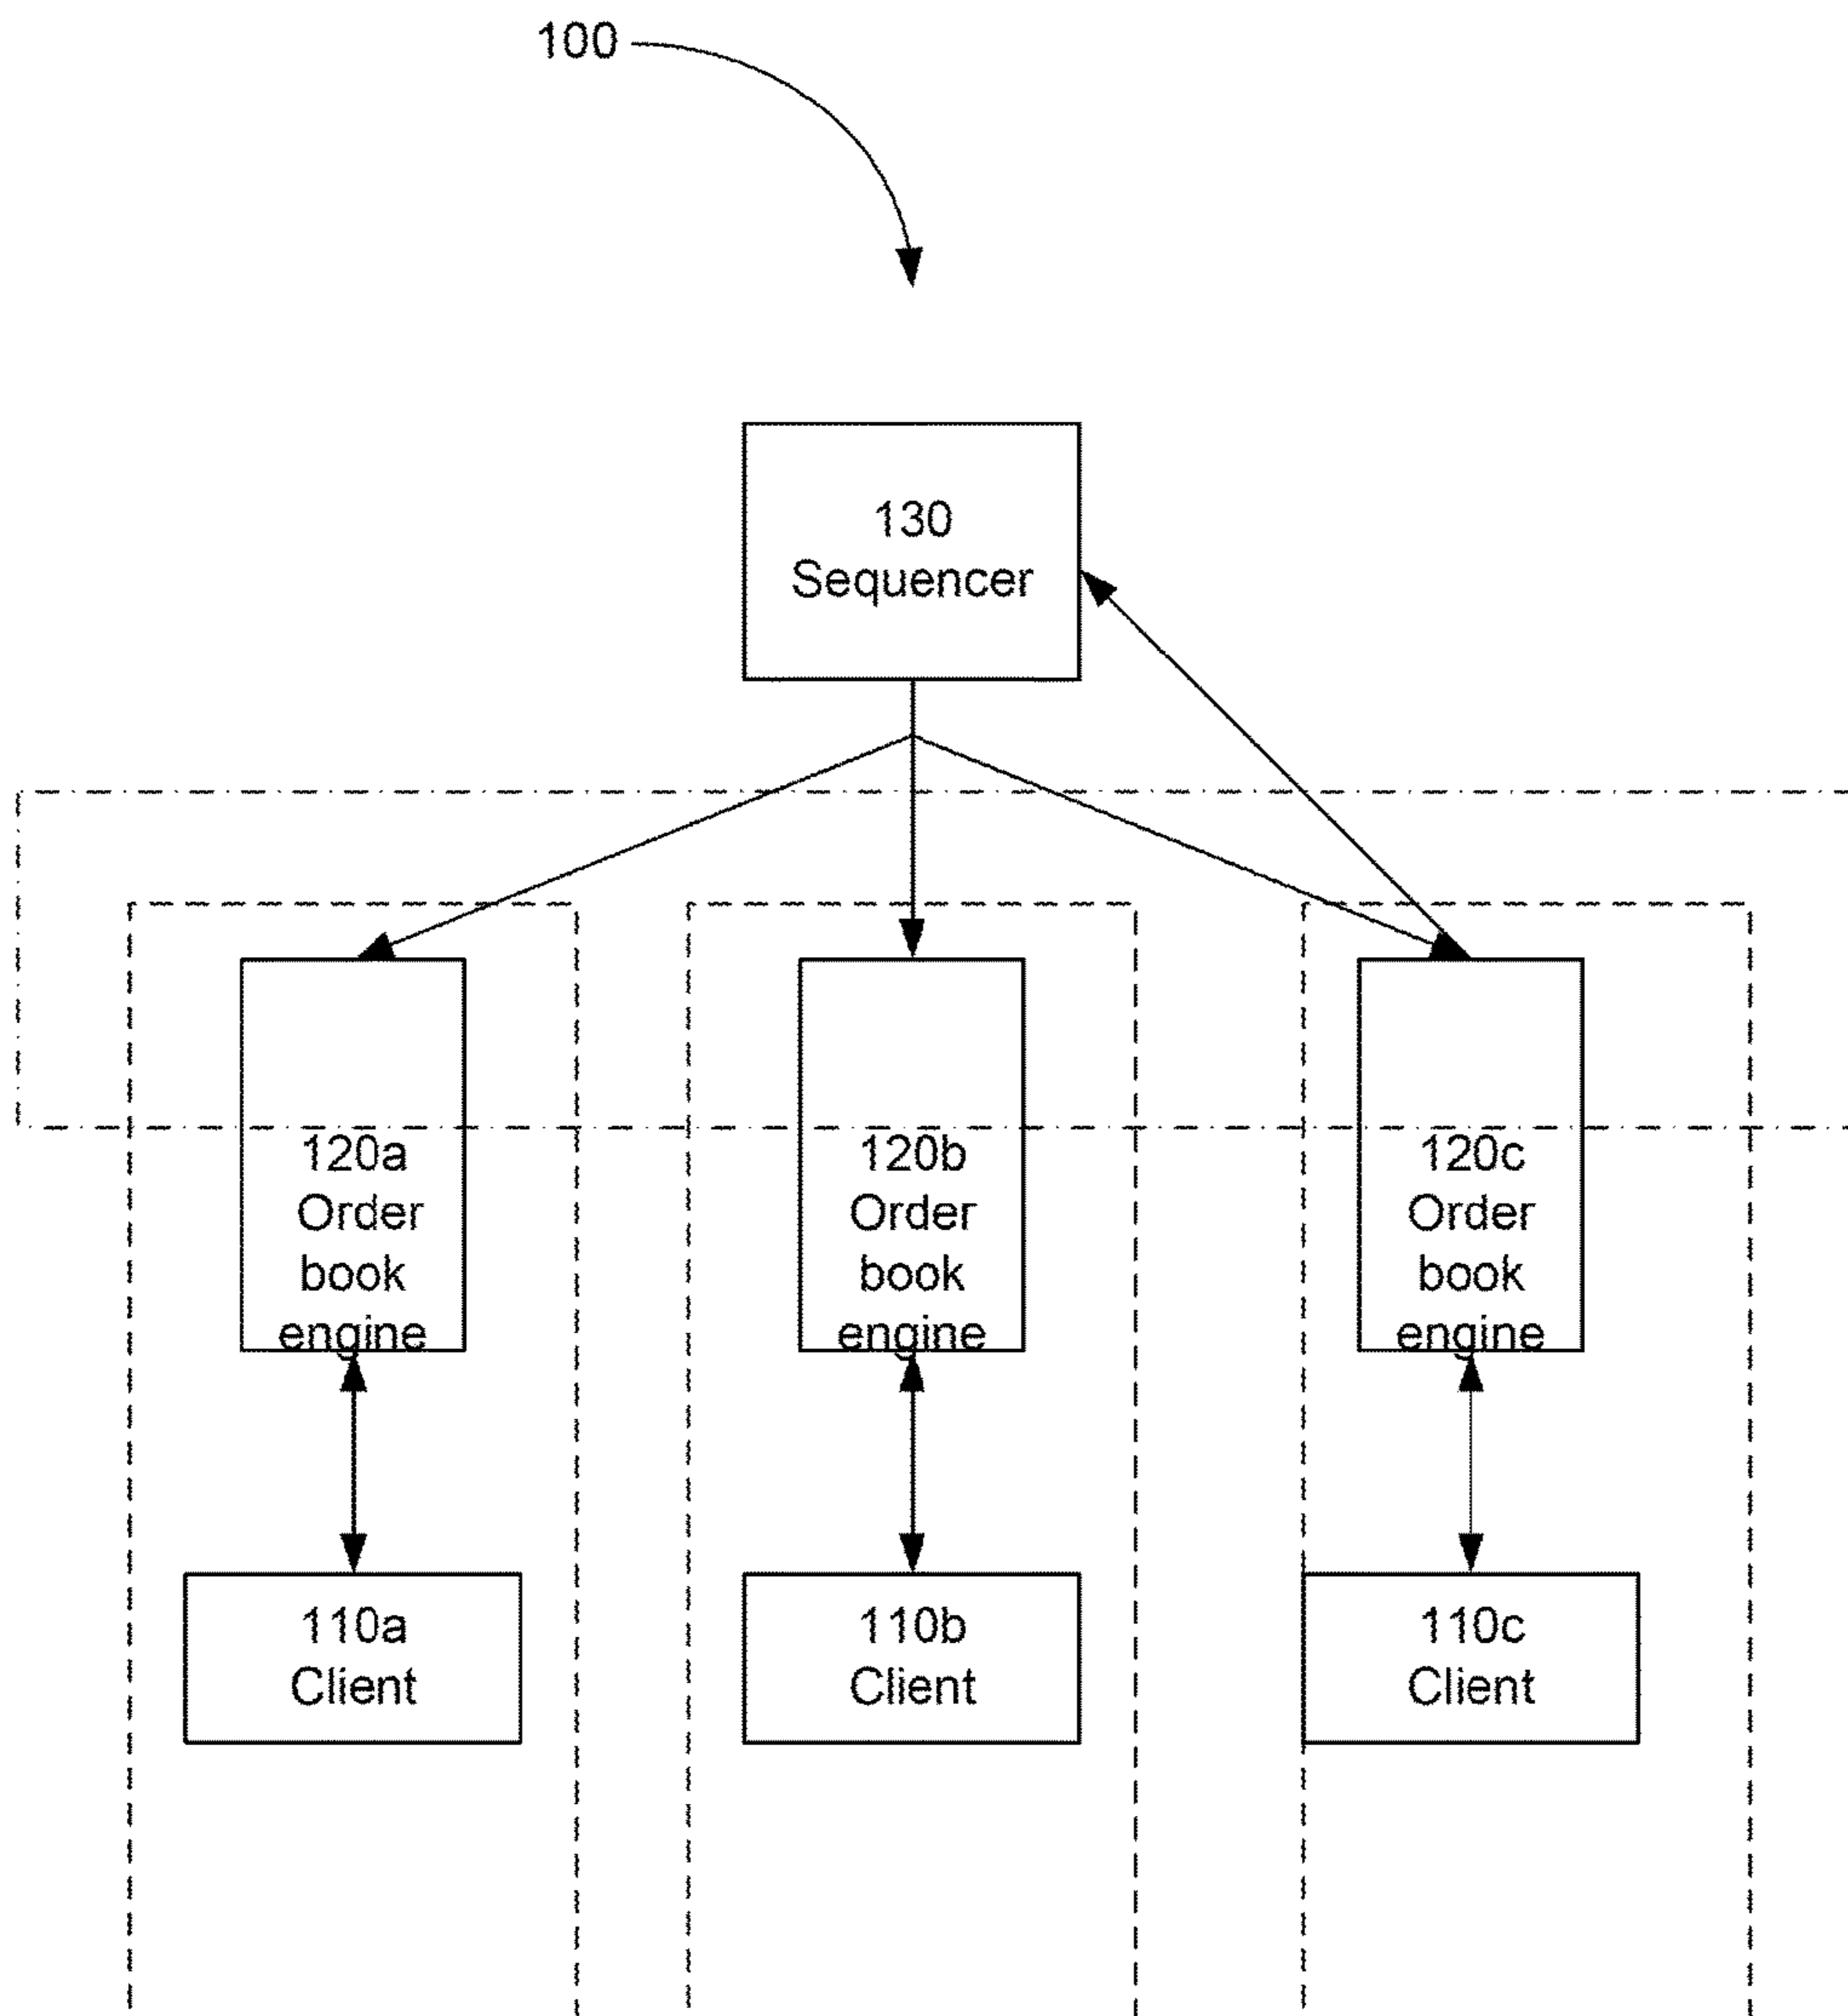 100
130
Sequencer
120a
Order
book
engine
120b
Order
book
engine
120c
Order
book
engine
110a
Client
110b
Client
110c
Client